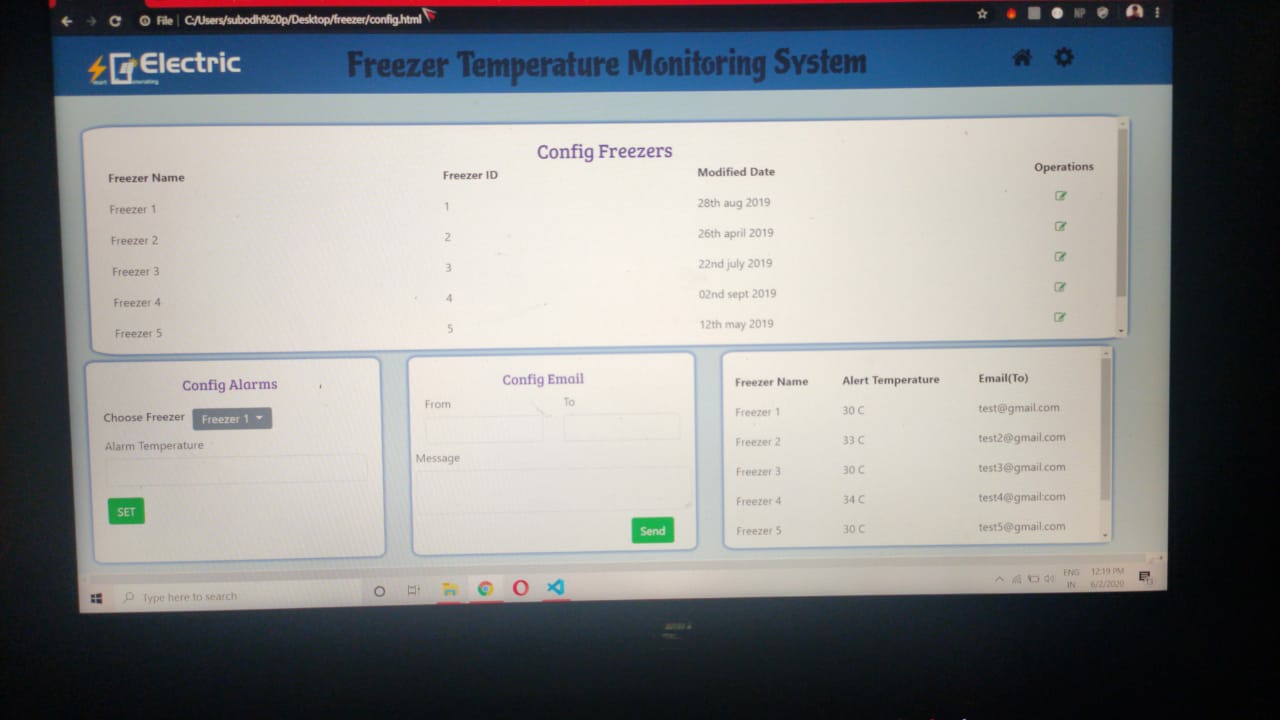 File | C:/Users/subodh%20p/Desktop/freezer/config.html
NP
Electric
Freezer Temperature Monitoring System
Config Freezers
Freezer Name Freezer ID Modified Date Operations
Freezer 1 1 28th aug 2019
Freezer 2 2 26th april 2019
Freezer 3 3 22nd july 2019
Freezer 4 4 02nd sept 2019
Freezer 5 5 12th may 2019
Config Alarms
Choose Freezer Freezer 1
Alarm Temperature
SET
Config Email
From To
Message
Send
Freezer Name Alert Temperature Email(To)
Freezer 1 30 C test@gmail.com
Freezer 2 33 C test2@gmail.com
Freezer 3 30 C test3@gmail.com
Freezer 4 34 C test4@gmail.com
Freezer 5 30 C test5@gmail.com
Type here to search
ENG
IN
12:19 PM
6/2/2020